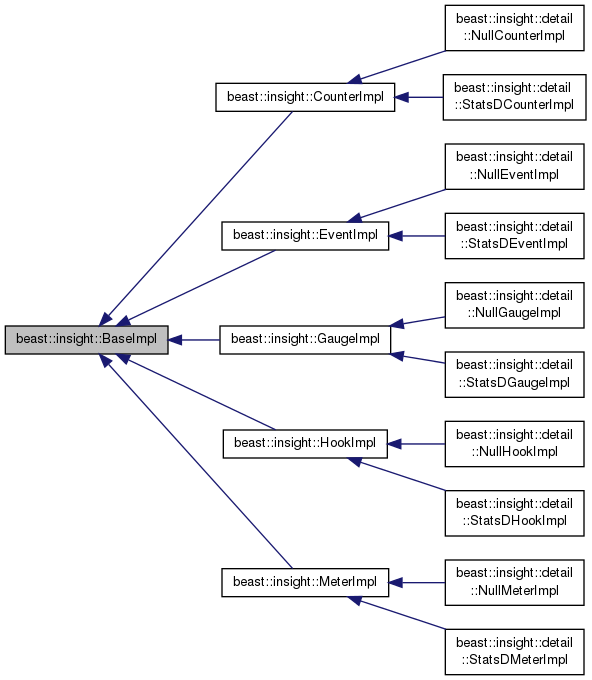 beast::insight::detail
::NullCounterImpl
beast::insight::CounterImpl
beast::insight::detail
::StatsDCounterImpl
beast::insight::detail
::NullEventImpl
beast::insight::EventImpl
beast::insight::detail
::StatsDEventImpl
beast::insight::detail
::NullGaugeImpl
beast::insight::BaseImpl
beast::insight::GaugeImpl
beast::insight::detail
::StatsDGaugeImpl
beast::insight::HookImpl
beast::insight::detail
::NullHookImpl
beast::insight::detail
::StatsDHookImpl
beast::insight::MeterImpl
beast::insight::detail
::NullMeterImpl
beast::insight::detail
::StatsDMeterImpl